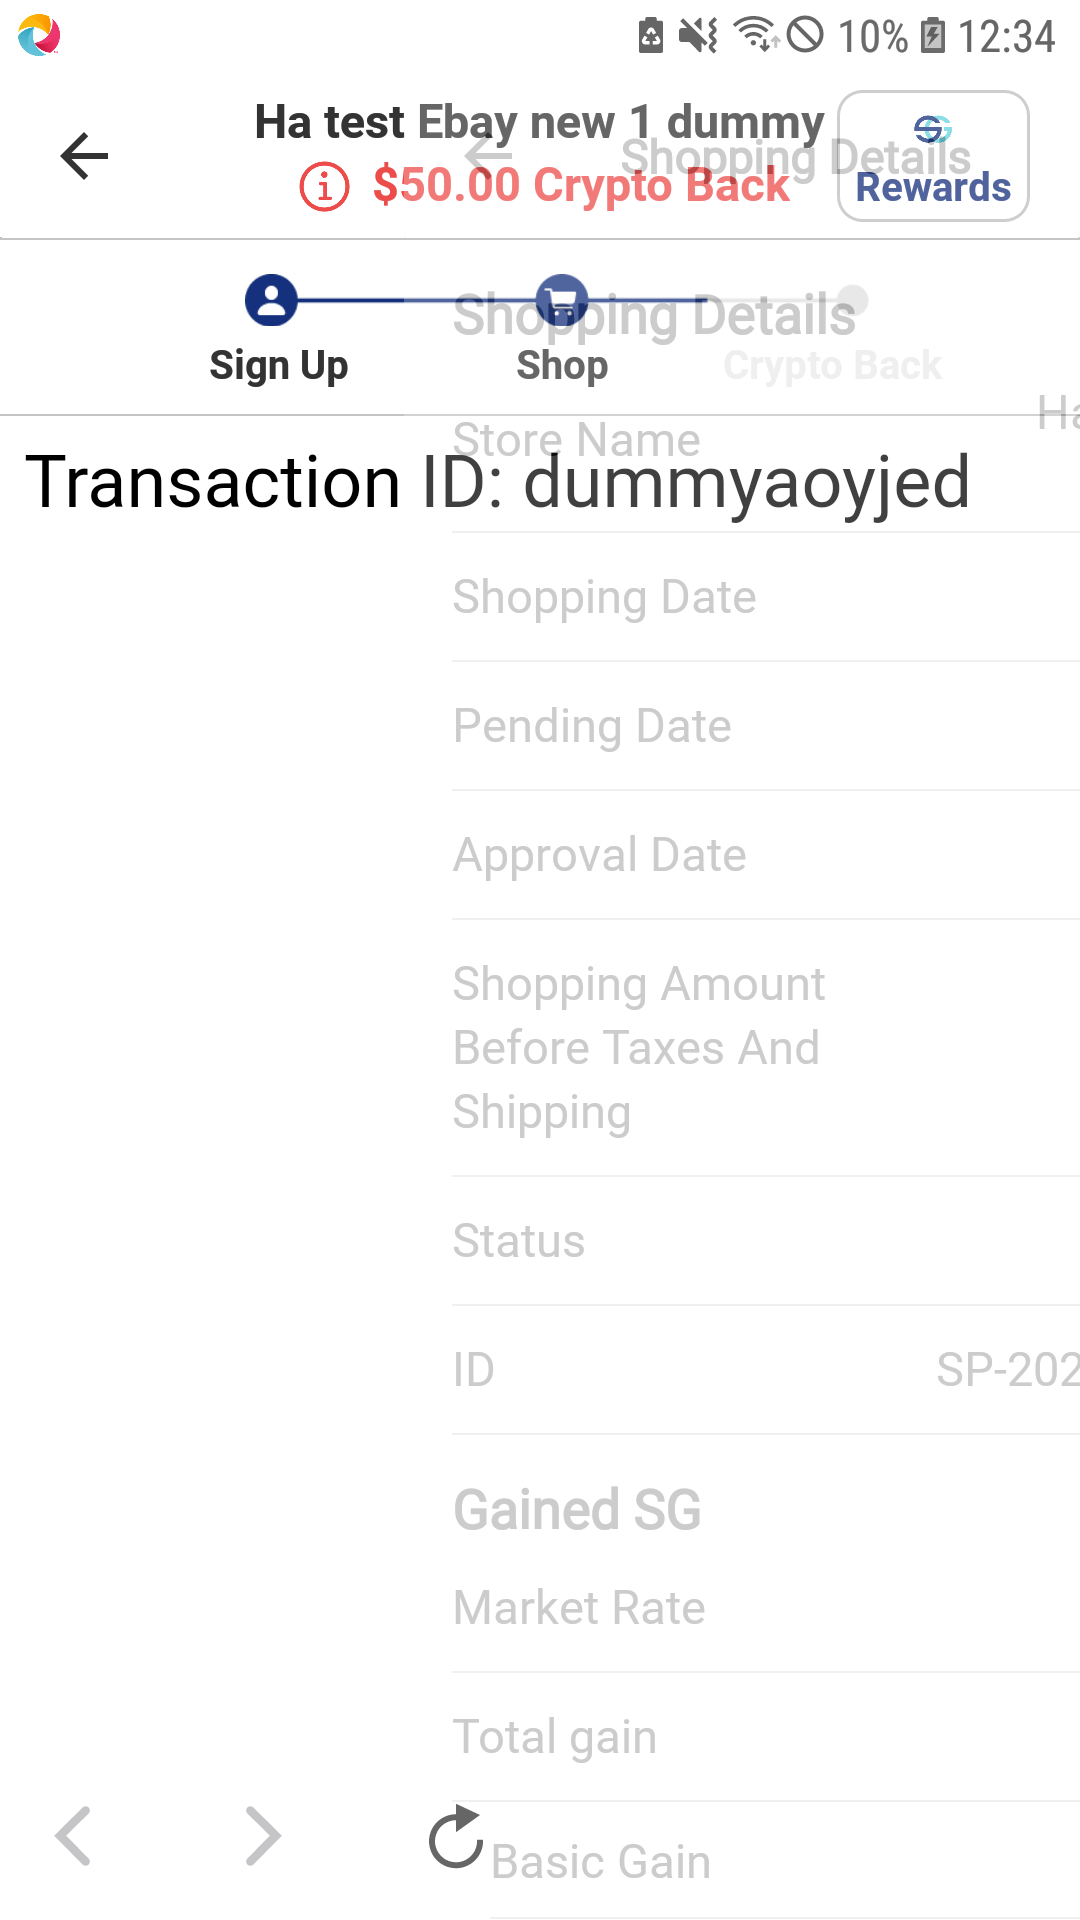 10% 12:34
Ha test Ebay new 1 dummy
Shopping Details
$50.00 Crypto Back
Rewards
Shopping Details
Sign Up
Shop
Crypto Back
Ha
Store Name
Transaction ID: dummyaoyjed
Shopping Date
Pending Date
Approval Date
Shopping Amount
Before Taxes And
Shipping
Status
ID SP-202
Gained SG
Market Rate
Total gain
Basic Gain